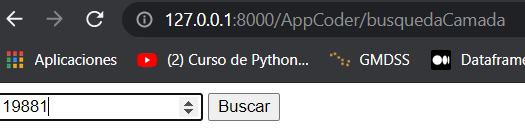 127.0.0.1:8000/AppCoder/busquedaCamada
Aplicaciones (2) Curso de Python... GMDSS Dataframe
19881 Buscar